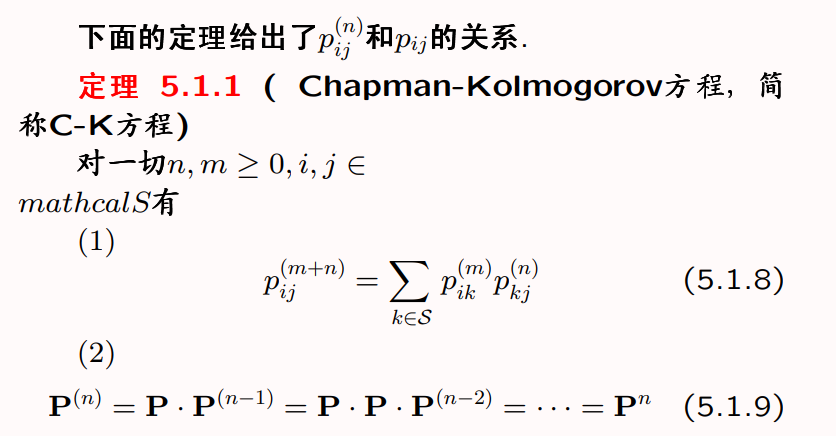 下面的定理给出了$p_{ij}^{(n)}$和$p_{ij}$的关系.
定理 5.1.1 ( Chapman-Kolmogorov方程, 简
称C-K方程)
对一切$n, m \geq 0, i, j \in$
$mathcalS$有
(1)
$p_{ij}^{(m+n)} = \sum_{k \in \mathcal{S}} p_{ik}^{(m)} p_{kj}^{(n)}$ (5.1.8)
(2)
$\mathbf{P}^{(n)} = \mathbf{P} \cdot \mathbf{P}^{(n-1)} = \mathbf{P} \cdot \mathbf{P} \cdot \mathbf{P}^{(n-2)} = \cdots = \mathbf{P}^n$ (5.1.9)